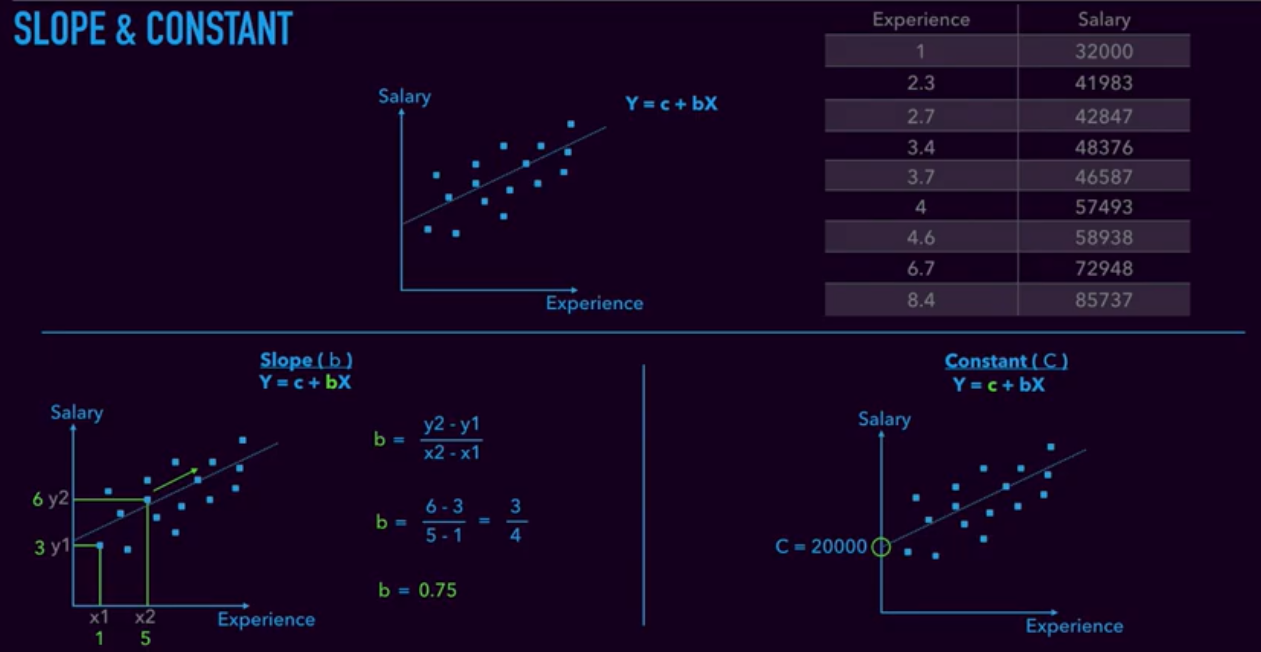 SLOPE & CONSTANT
Experience Salary
1 32000
2.3 41983
2.7 42847
3.4 48376
3.7 46587
4 57493
4.6 58938
6.7 72948
8.4 85737
Salary
Y = c + bX
Experience
Slope ( b )
Y = c + bX
Salary
6 y2
3 y1
x1 x2
1 5
Experience
b = y2 - y1
x2 - x1
b = 6 - 3 = 3
5 - 1 4
b = 0.75
Constant ( C )
Y = c + bX
Salary
C = 20000
Experience